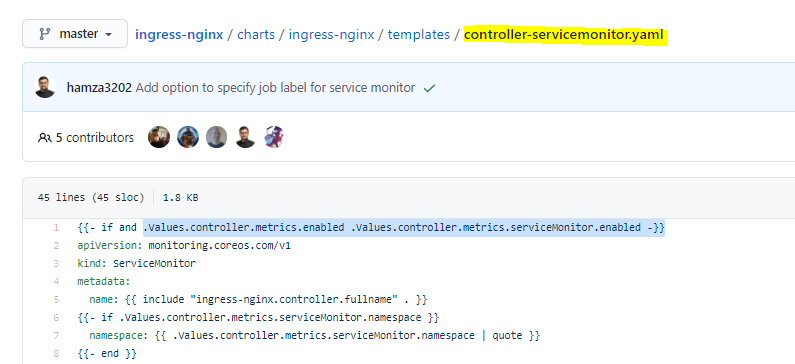 master ingress-nginx / charts / ingress-nginx / templates / controller-servicemonitor.yaml
hamza3202 Add option to specify job label for service monitor
5 contributors
45 lines (45 sloc) 1.8 KB
1 {{- if and .Values.controller.metrics.enabled .Values.controller.metrics.serviceMonitor.enabled -}}
2 apiVersion: monitoring.coreos.com/v1
3 kind: ServiceMonitor
4 metadata:
5   name: {{ include "ingress-nginx.controller.fullname" . }}
6 {{- if .Values.controller.metrics.serviceMonitor.namespace }}
7   namespace: {{ .Values.controller.metrics.serviceMonitor.namespace | quote }}
8 {{- end }}